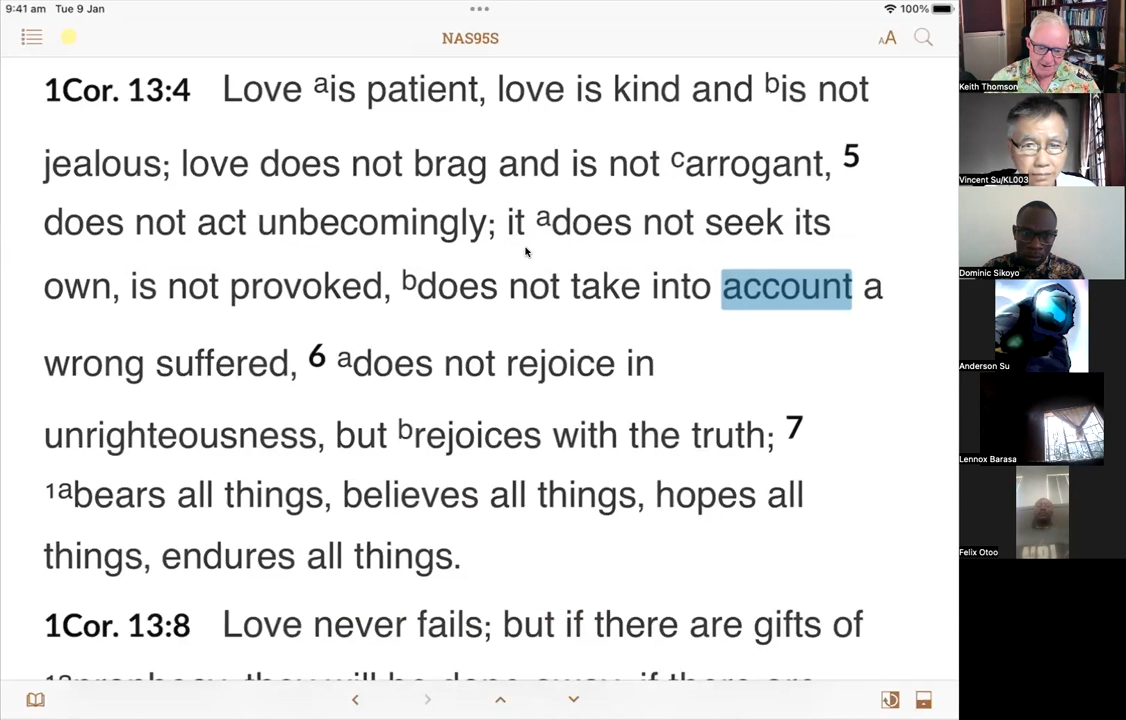 9:41 am Tue 9 Jan
100%
NAS95S
AA
1Cor. 13:4 Love ais patient, love is kind and bis not
jealous; love does not brag and is not carrogant, 5
does not act unbecomingly; it adoes not seek its
own, is not provoked, bdoes not take into account a
wrong suffered, 6 adoes not rejoice in
unrighteousness, but brejoices with the truth; 7
1abears all things, believes all things, hopes all
things, endures all things.
1Cor. 13:8 Love never fails; but if there are gifts of
Keith Thomson
Vincent Su/KL003
Dominic Sikoyo
Anderson Su
Lennox Barasa
Felix Otoo